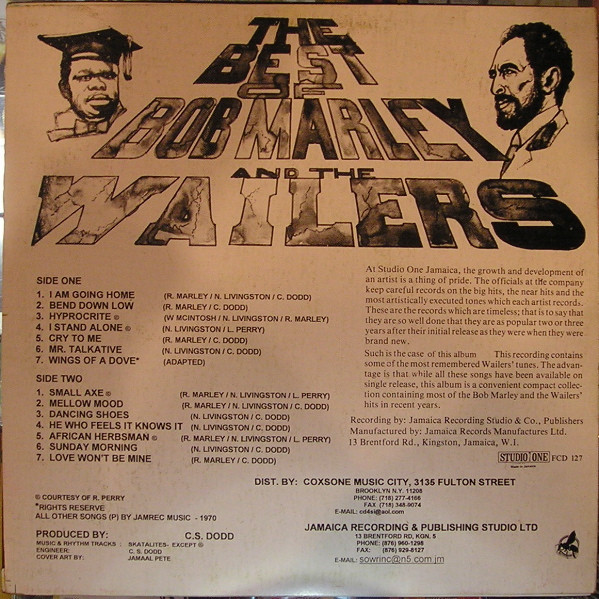 THE
BEST
OF
BOB MARLEY
AND THE
WAILERS
SIDE ONE
1. I AM GOING HOME (R. MARLEY / N. LIVINGSTON / C. DODD)
2. BEND DOWN LOW (R. MARLEY / C. DODD)
3. HYPROCRITE © (W MCINTOSH / N. LIVINGSTON / R. MARLEY)
4. I STAND ALONE © (N. LIVINGSTON / L. PERRY)
5. CRY TO ME (R. MARLEY / C. DODD)
6. MR. TALKATIVE (N. LIVINGSTON / C. DODD)
7. WINGS OF A DOVE* (ADAPTED)
SIDE TWO
1. SMALL AXE © (R. MARLEY / N. LIVINGSTON / L. PERRY)
2. MELLOW MOOD (R. MARLEY / N. LIVINGSTON / C. DODD)
3. DANCING SHOES (N. LIVINGSTON / C. DODD)
4. HE WHO FEELS IT KNOWS IT (N. LIVINGSTON / C. DODD)
5. AFRICAN HERBSMAN © (R. MARLEY / N. LIVINGSTON / L. PERRY)
6. SUNDAY MORNING (N. LIVINGSTON / C. DODD)
7. LOVE WON'T BE MINE (R. MARLEY / C. DODD)
At Studio One Jamaica, the growth and development of
an artist is a thing of pride. The officials at the company
keep careful records on the big hits, the near hits and the
most artistically executed tones which each artist records.
These are the records which are timeless; that is to say that
they are so well done that they are as popular two or three
years after their initial release as they were when they were
brand new.
Such is the case of this album This recording contains
some of the most remembered Wailers' tunes. The advan-
tage is that while all these songs have been available on
single release, this album is a convenient compact collec-
tion containing most of the Bob Marley and the Wailers'
hits in recent years.
Recording by: Jamaica Recording Studio & Co., Publishers
Manufactured by: Jamaica Records Manufactures Ltd.
13 Brentford Rd., Kingston, Jamaica, W.I.
STUDIO ONE FCD 127
Made in Jamaica
DIST. BY: COXSONE MUSIC CITY, 3135 FULTON STREET
BROOKLYN N.Y. 11208
PHONE: (718) 277-4166
FAX (718) 348-9074
E-MAIL: cd4si@aol.com
© COURTESY OF R. PERRY
*RIGHTS RESERVE
ALL OTHER SONGS (P) BY JAMREC MUSIC - 1970
JAMAICA RECORDING & PUBLISHING STUDIO LTD
13 BRENTFORD RD, KGN. 5
PHONE: (876) 960-1298
FAX: (876) 929-8127
E-MAIL: sowrinc@n5.com.jm
PRODUCED BY: C.S. DODD
MUSIC & RHYTHM TRACKS : SKATALITES- EXCEPT ©
ENGINEER: C. S. DODD
COVER ART BY: JAMAAL PETE